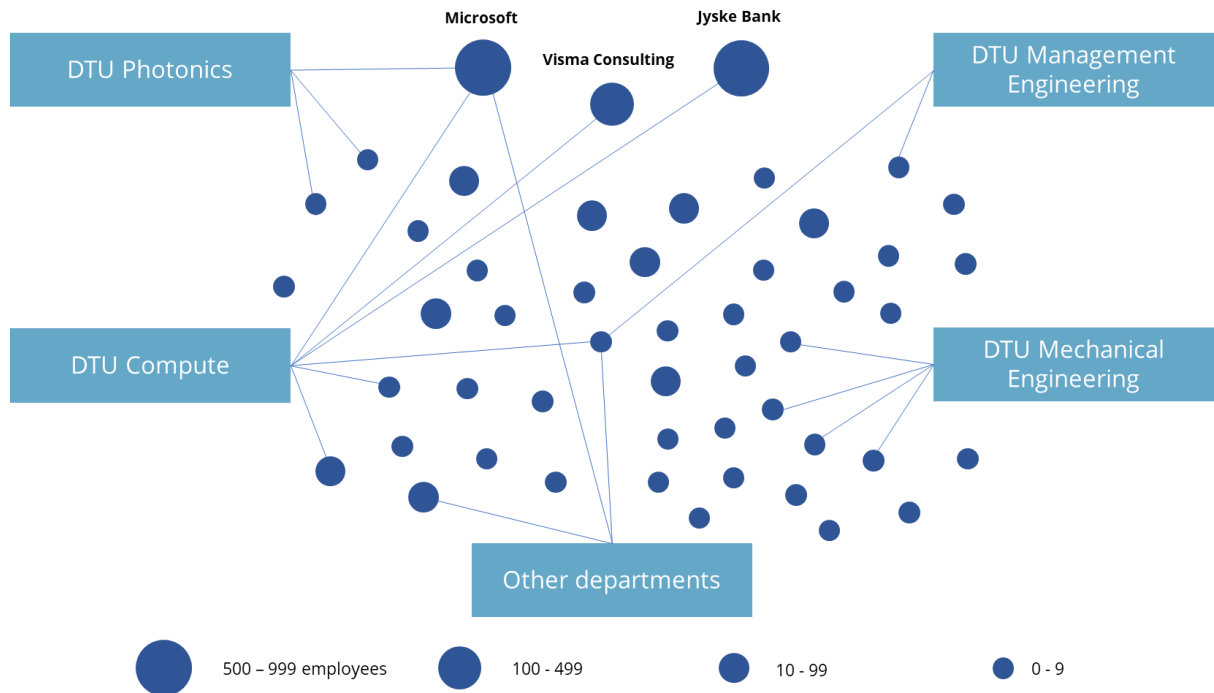 Microsoft
Jyske Bank
Visma Consulting
DTU Photonics
DTU Management
Engineering
DTU Compute
DTU Mechanical
Engineering
Other departments
500 – 999 employees
100 - 499
10 - 99
0 - 9